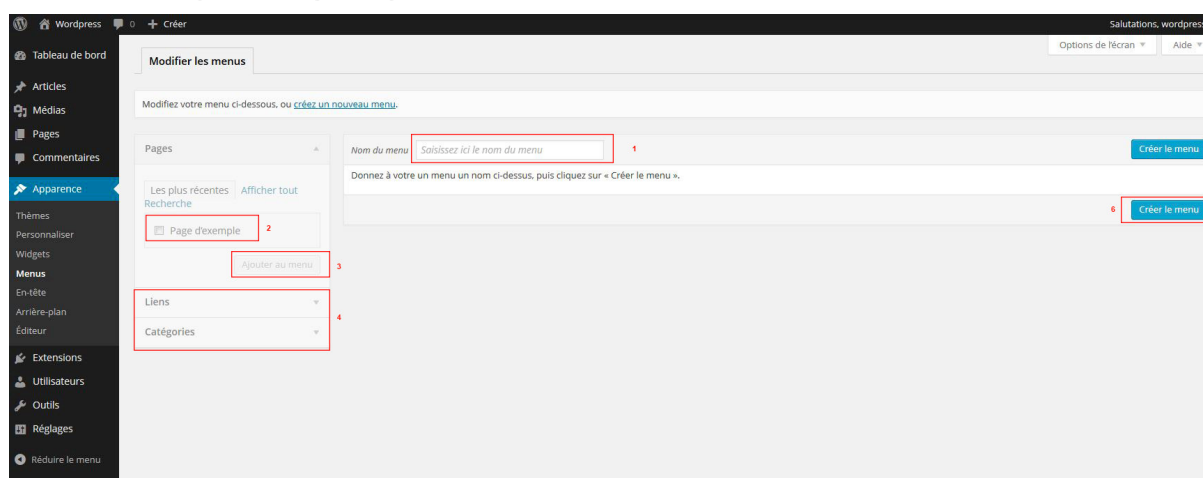 Wordpress 0 + Créer Salutations, wordpress
Options de l'écran Aide
Tableau de bord
Articles
Médias
Pages
Commentaires
Apparence
Thèmes
Personnaliser
Widgets
Menus
En-tête
Arrière-plan
Éditeur
Extensions
Utilisateurs
Outils
Réglages
Réduire le menu
Modifier les menus
Modifiez votre menu ci-dessous, ou créez un nouveau menu.
Pages
Les plus récentes Afficher tout
Recherche
Page d'exemple 2
Ajouter au menu 3
Liens
4
Catégories
Nom du menu Saisissez ici le nom du menu 1 Créer le menu
Donnez à votre un menu un nom ci-dessus, puis cliquez sur « Créer le menu ».
6 Créer le menu